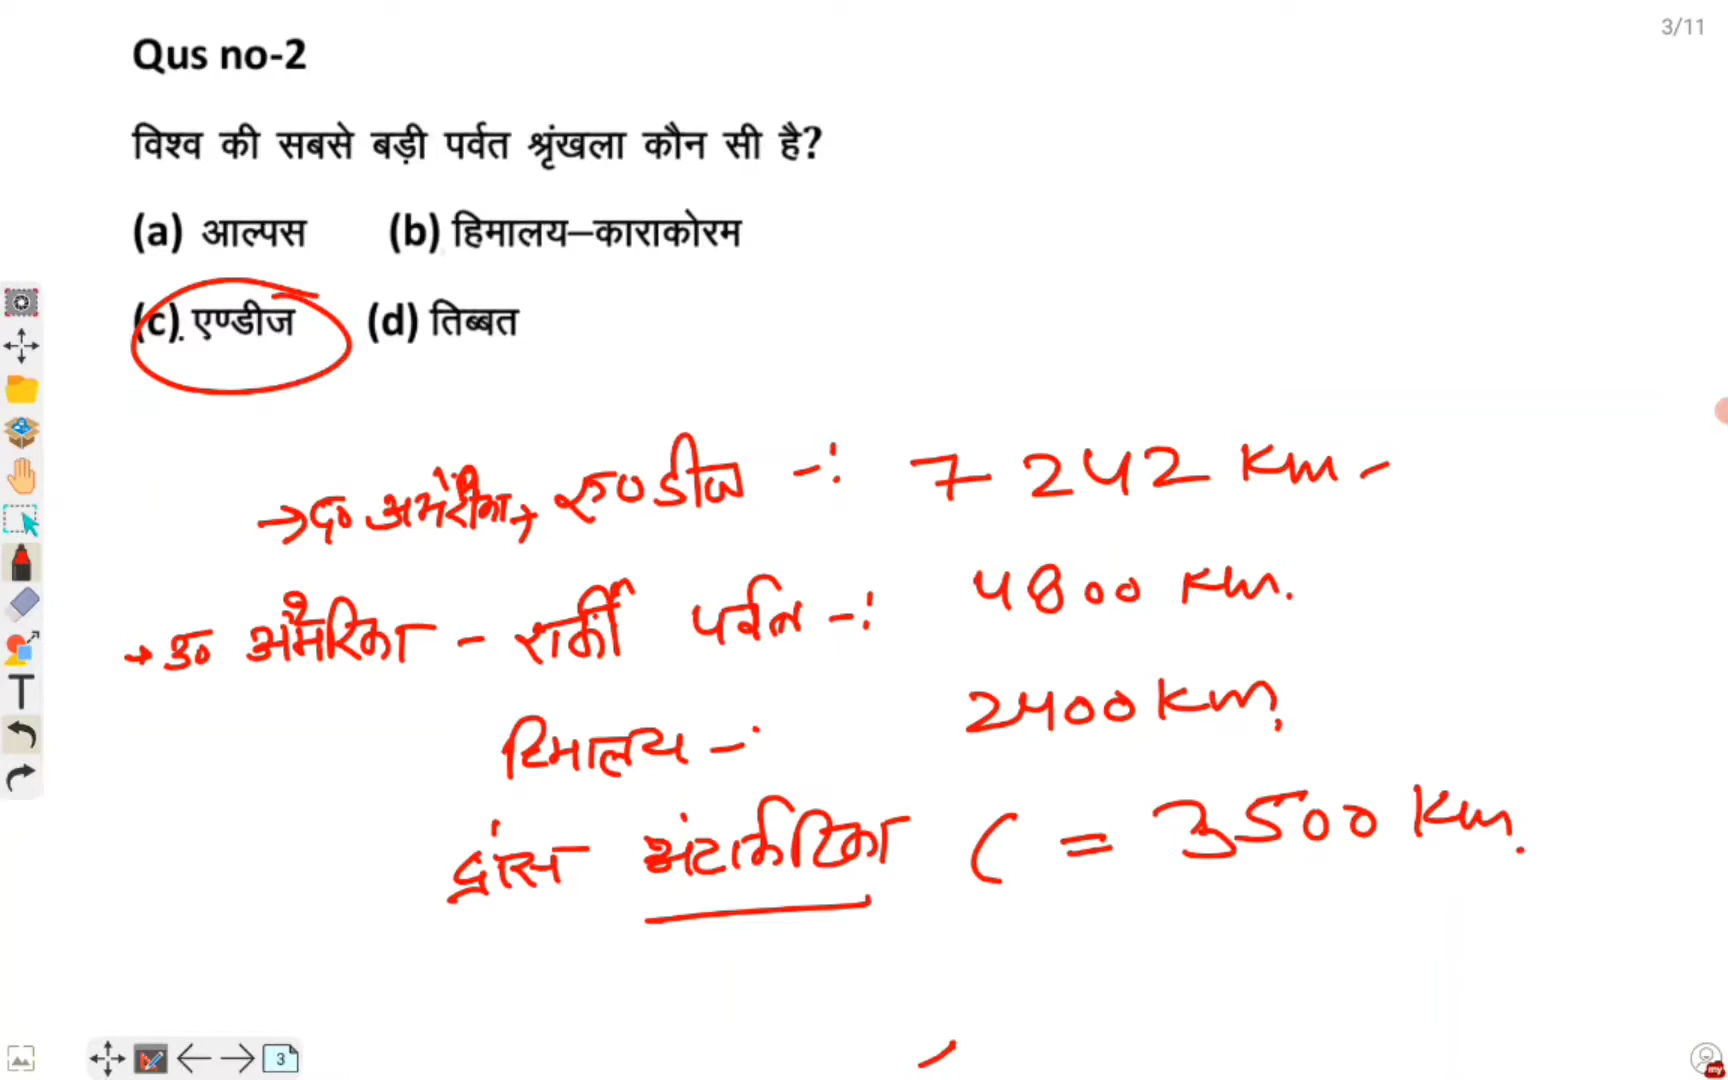 3/11
Qus no-2
विश्व की सबसे बड़ी पर्वत श्रृंखला कौन सी है?
(a) आल्पस (b) हिमालय–काराकोरम
(c) एण्डीज (d) तिब्बत
→ द० अमेरीका, एण्डीज -: 7242 Km -
→ उ० अमेरिका - राकी पर्वत -: 4800 Km.
हिमालय -: 2400 Km.
ट्रांस अंटार्कटिका ( = 3500 Km.
T
3
my